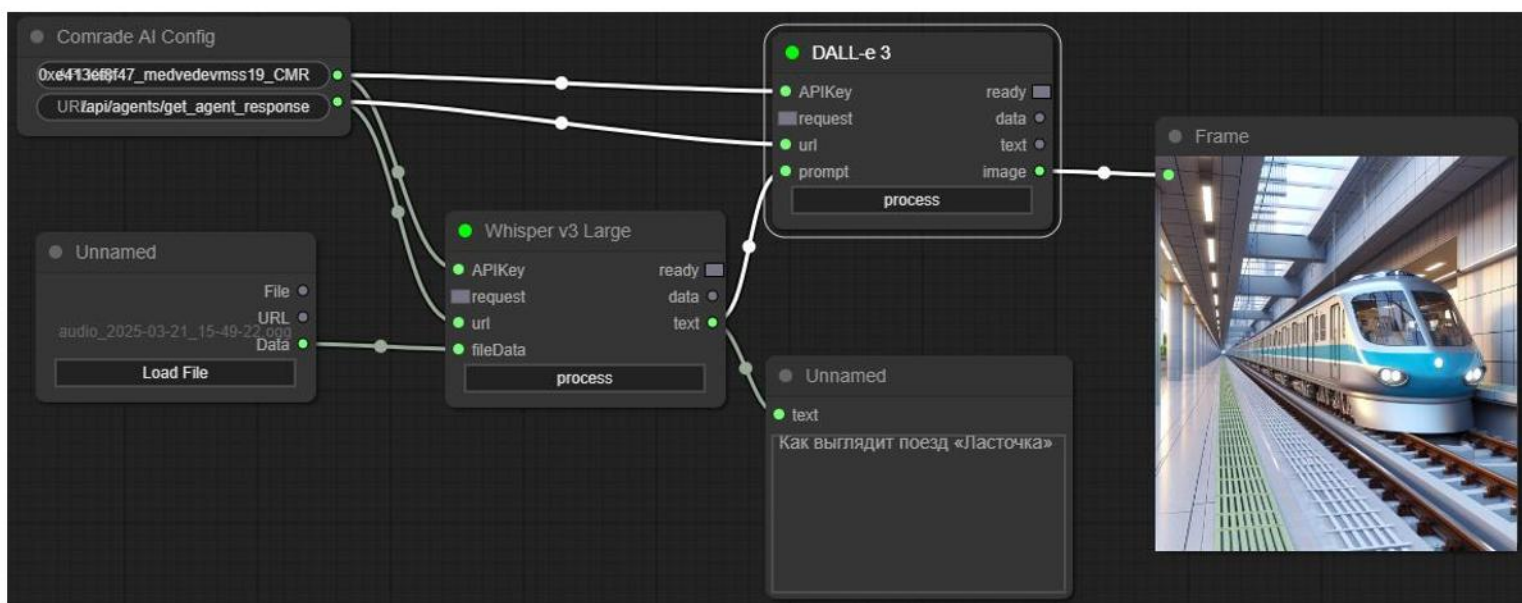 Comrade AI Config
0xe413ef8f47_medvedevmss19_CMR
URL /api/agents/get_agent_response
Unnamed
File
URL
audio_2025-03-21_15-49-22.ogg
Data
Load File
Whisper v3 Large
APIKey ready
request data
url text
fileData
process
DALL-e 3
APIKey ready
request data
url text
prompt image
process
Unnamed
text
Как выглядит поезд «Ласточка»
Frame